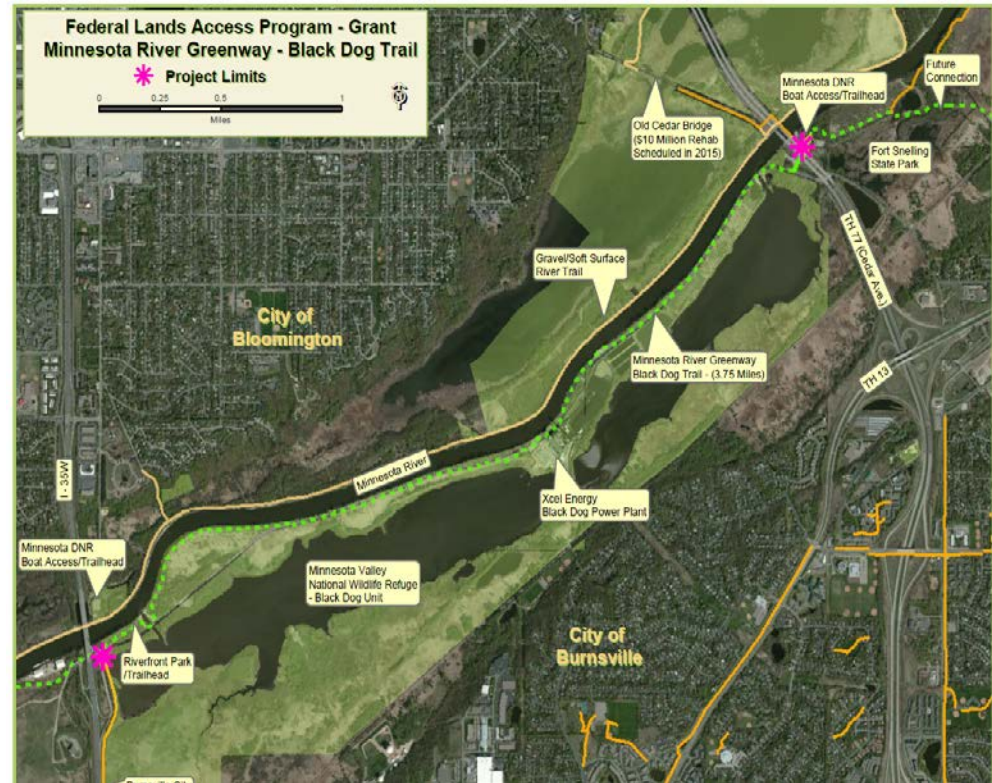 Federal Lands Access Program - Grant
Minnesota River Greenway - Black Dog Trail
Project Limits
0 0.25 0.5 1
Miles
Minnesota DNR
Boat Access/Trailhead
Future
Connection
Old Cedar Bridge
($10 Million Rehab
Scheduled in 2015)
Fort Snelling
State Park
TH 77 (Cedar Ave.)
Gravel/Soft Surface
River Trail
City of
Bloomington
Minnesota River Greenway
Black Dog Trail - (3.75 Miles)
TH 13
I - 35W
Minnesota River
Xcel Energy
Black Dog Power Plant
Minnesota DNR
Boat Access/Trailhead
Minnesota Valley
National Wildlife Refuge
- Black Dog Unit
City of
Burnsville
Riverfront Park
/Trailhead